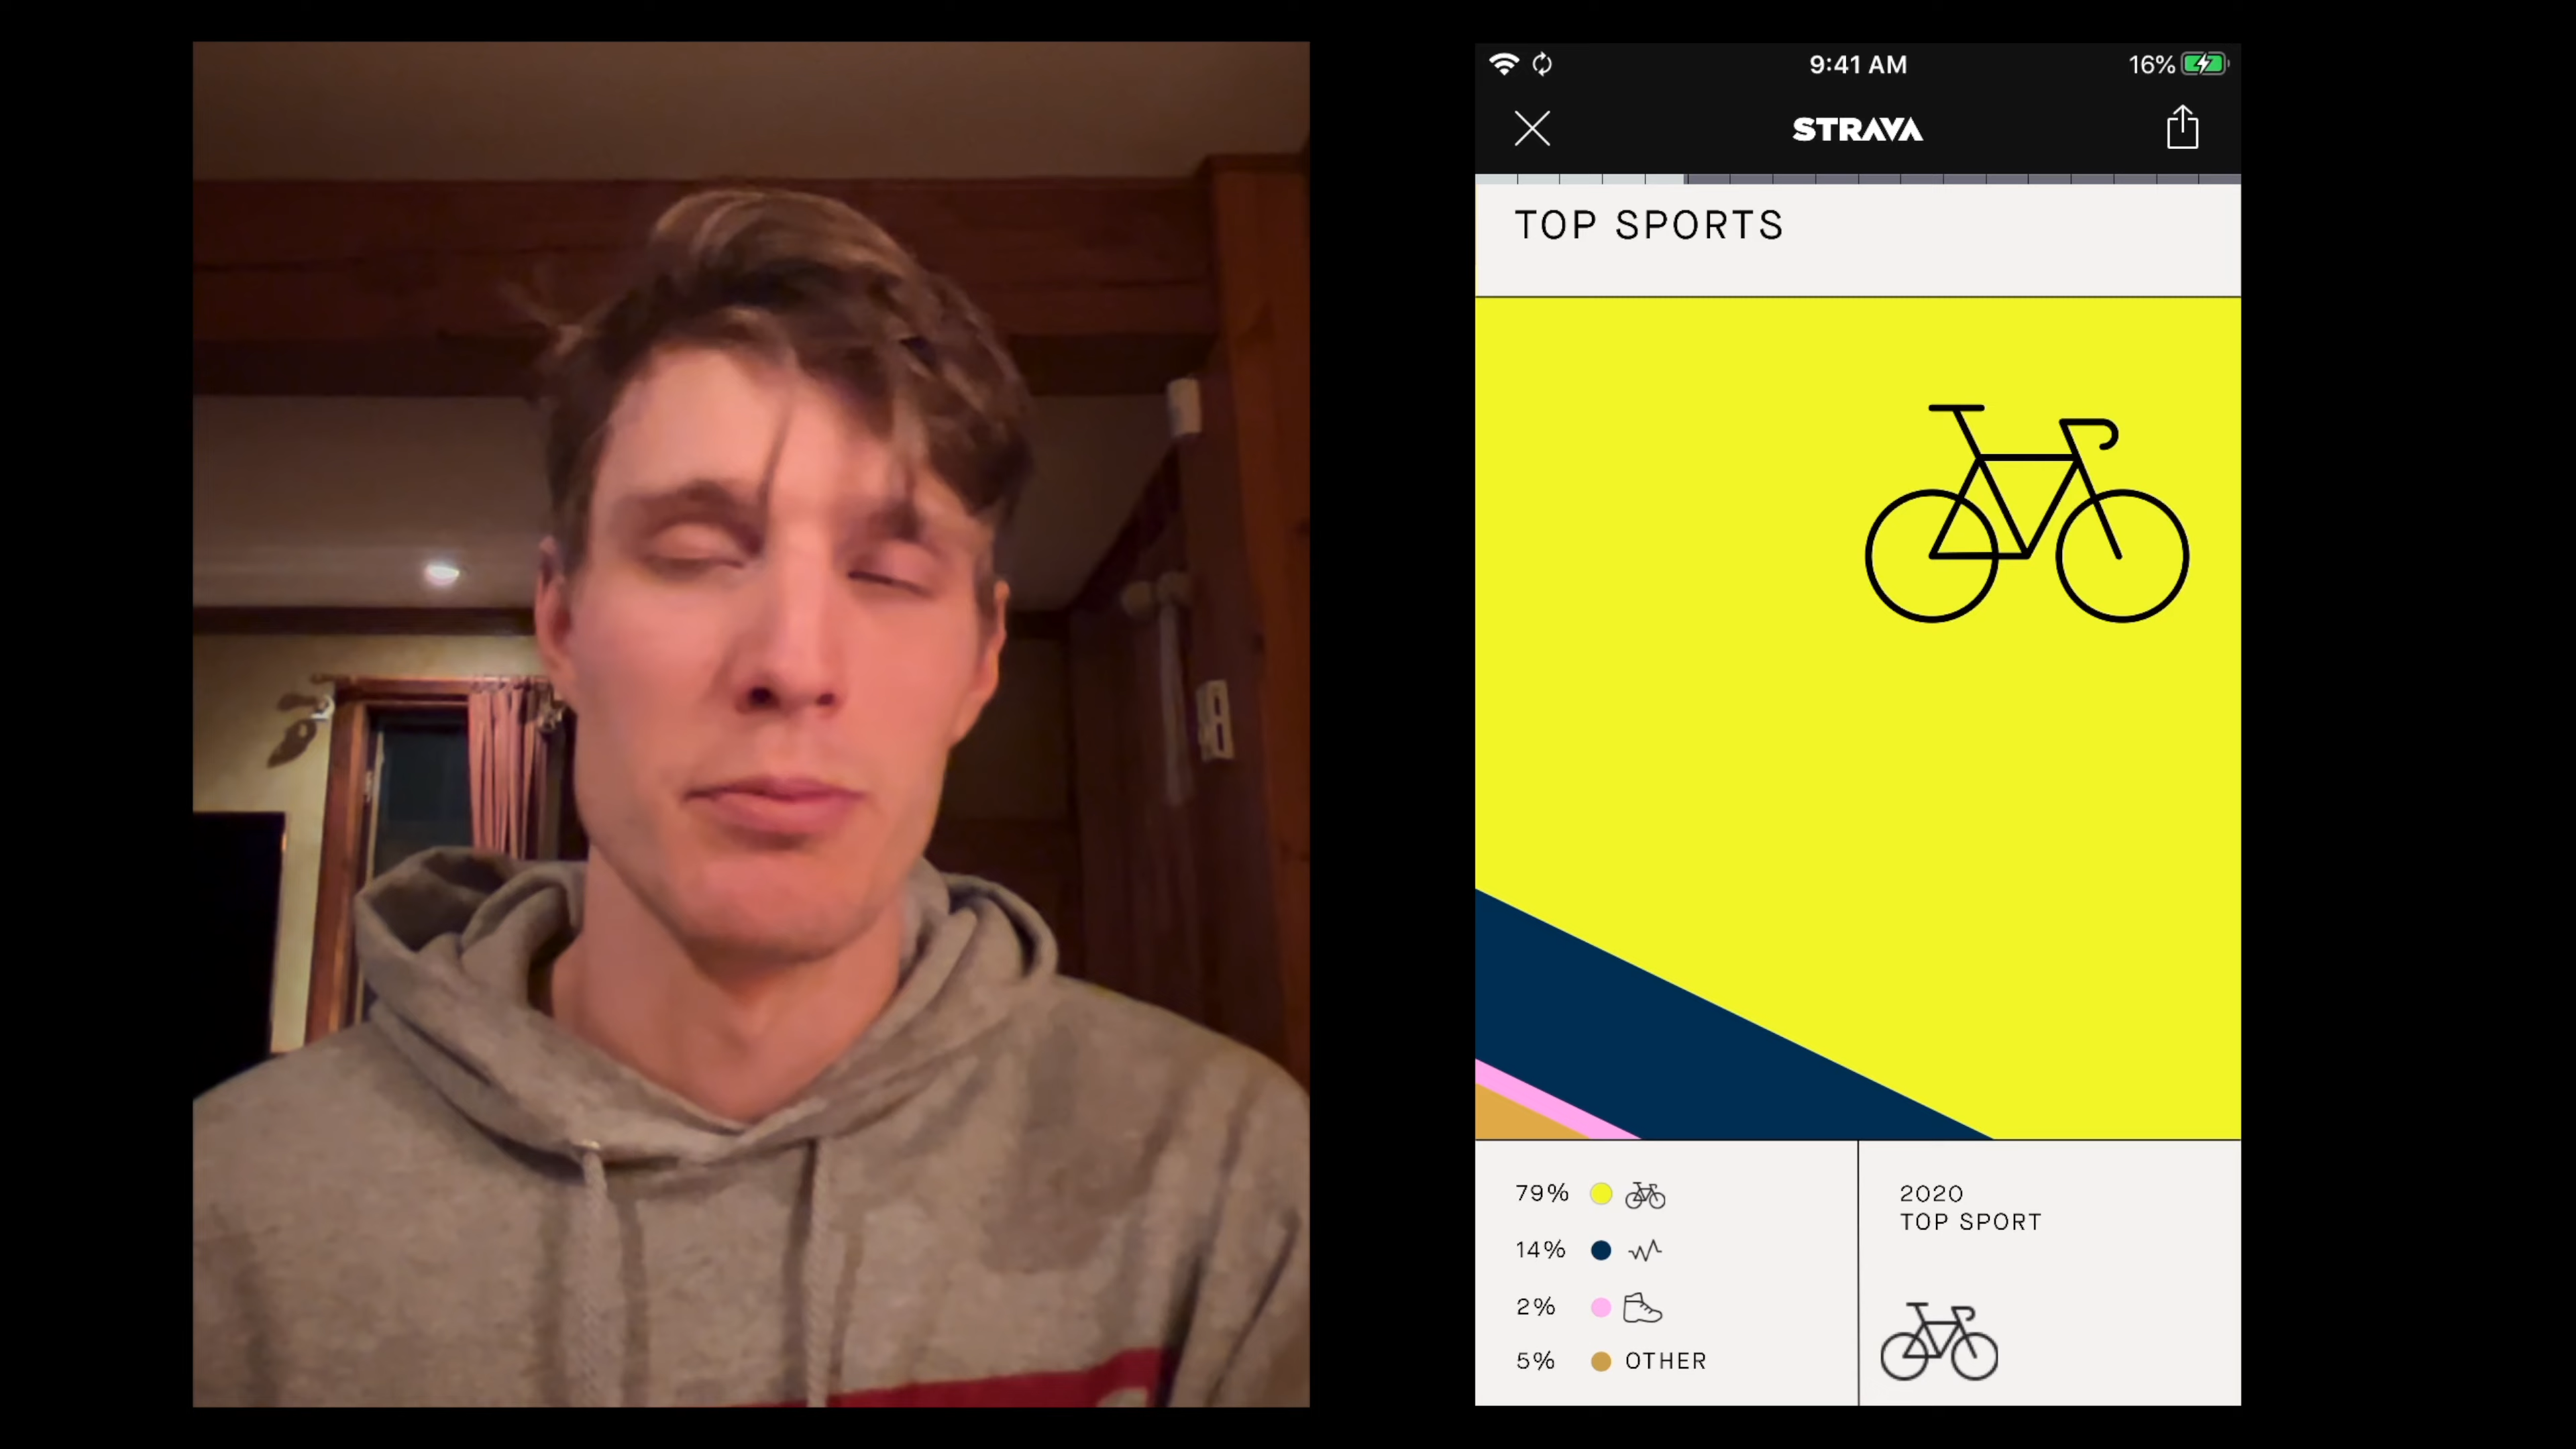 9:41 AM
16%
STRAVA
TOP SPORTS
79%
14%
2%
5% OTHER
2020
TOP SPORT